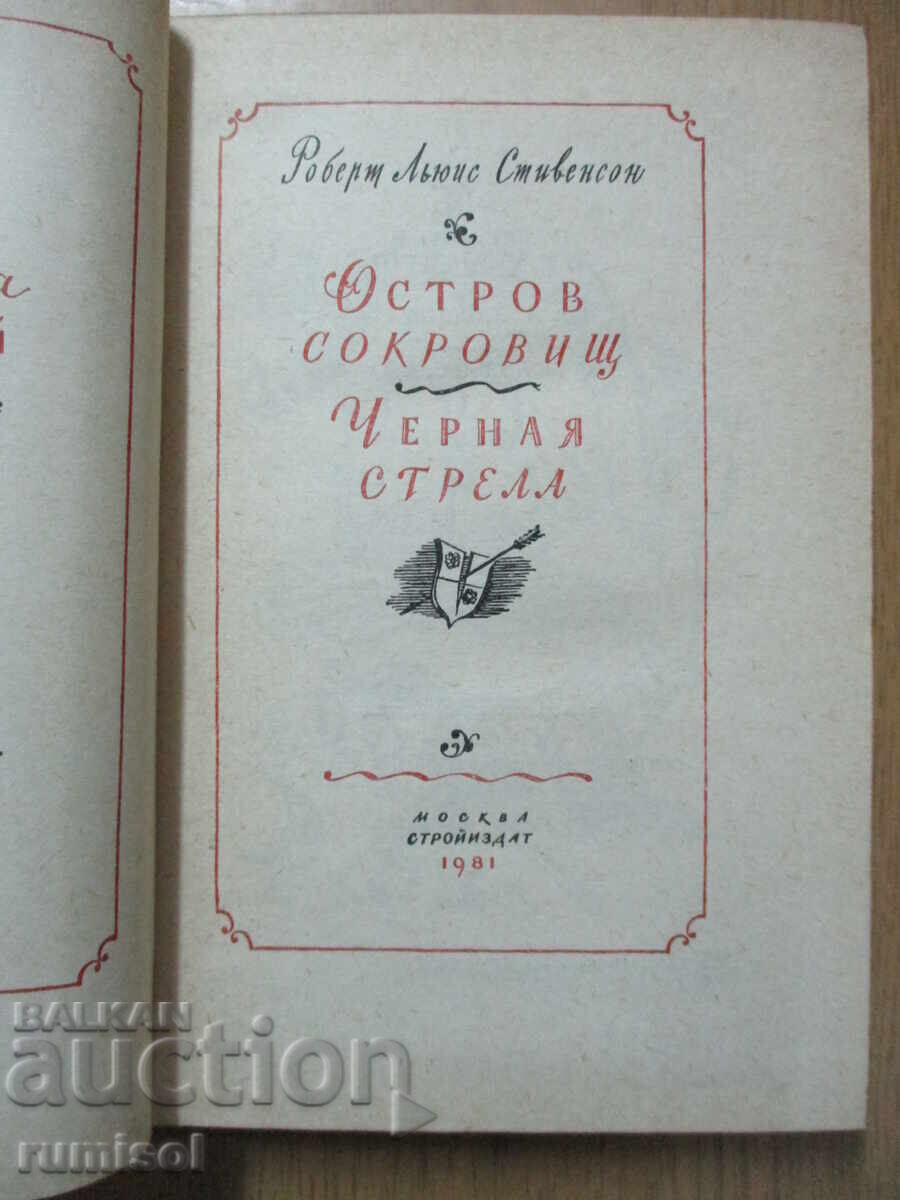 а
й
Роберт Льюис Стивенсон
Остров
сокровищ
Черная
стрела
МОСКВА
СТРОЙИЗДАТ
1981
BALKAN
auction
rumisol